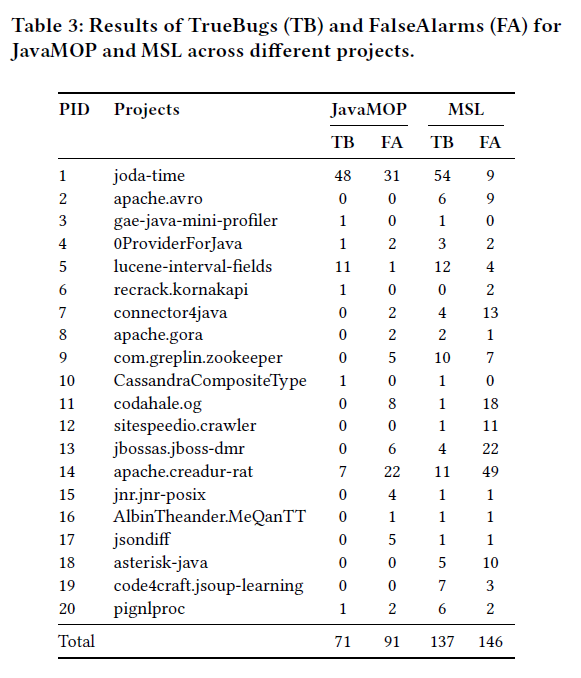 Table 3: Results of TrueBugs (TB) and FalseAlarms (FA) for
JavaMOP and MSL across different projects.
PID Projects JavaMOP MSL
TB FA TB FA
1 joda-time 48 31 54 9
2 apache.avro 0 0 6 9
3 gae-java-mini-profiler 1 0 1 0
4 0ProviderForJava 1 2 3 2
5 lucene-interval-fields 11 1 12 4
6 recrack.kornakapi 1 0 0 2
7 connector4java 0 2 4 13
8 apache.gora 0 2 2 1
9 com.greplin.zookeeper 0 5 10 7
10 CassandraCompositeType 1 0 1 0
11 codahale.og 0 8 1 18
12 sitespeedio.crawler 0 0 1 11
13 jbossas.jboss-dmr 0 6 4 22
14 apache.creadur-rat 7 22 11 49
15 jnr.jnr-posix 0 4 1 1
16 AlbinTheander.MeQanTT 0 1 1 1
17 jsondiff 0 5 1 1
18 asterisk-java 0 0 5 10
19 code4craft.jsoup-learning 0 0 7 3
20 pignlproc 1 2 6 2
Total 71 91 137 146